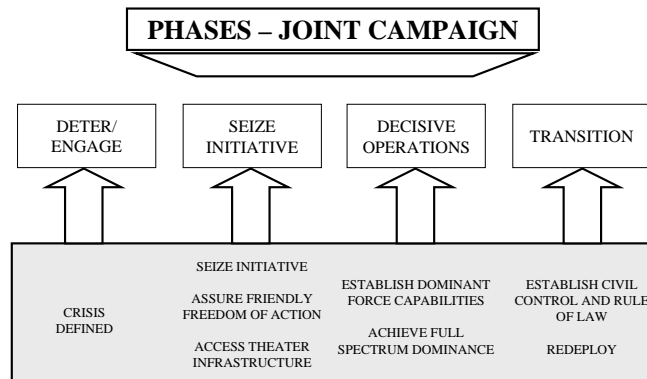 PHASES – JOINT CAMPAIGN
DETER/
ENGAGE
SEIZE
INITIATIVE
DECISIVE
OPERATIONS
TRANSITION
CRISIS
DEFINED
SEIZE INITIATIVE
ASSURE FRIENDLY
FREEDOM OF ACTION
ACCESS THEATER
INFRASTRUCTURE
ESTABLISH DOMINANT
FORCE CAPABILITIES
ACHIEVE FULL
SPECTRUM DOMINANCE
ESTABLISH CIVIL
CONTROL AND RULE
OF LAW
REDEPLOY